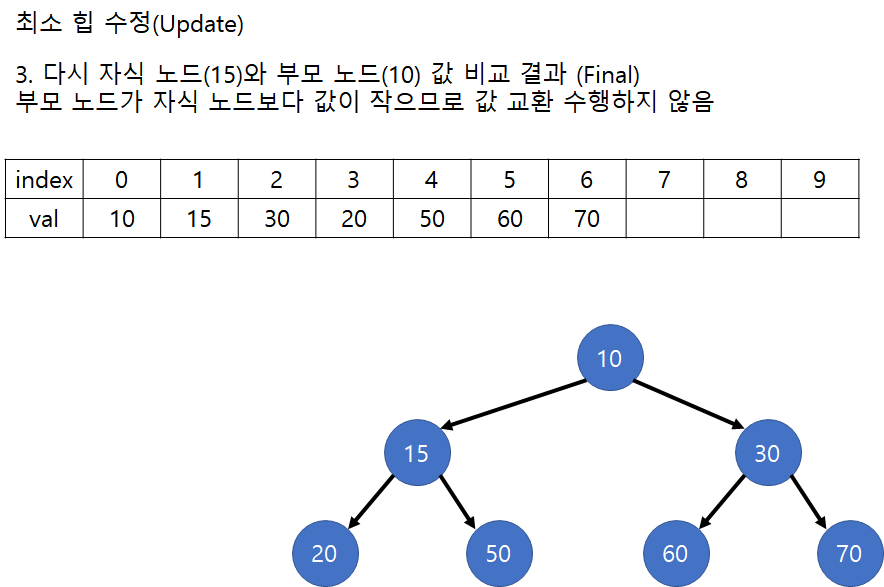 최소 힙 수정(Update)
3. 다시 자식 노드(15)와 부모 노드(10) 값 비교 결과 (Final)
부모 노드가 자식 노드보다 값이 작으므로 값 교환 수행하지 않음
index 0 1 2 3 4 5 6 7 8 9
val 10 15 30 20 50 60 70
10
15 30
20 50 60 70